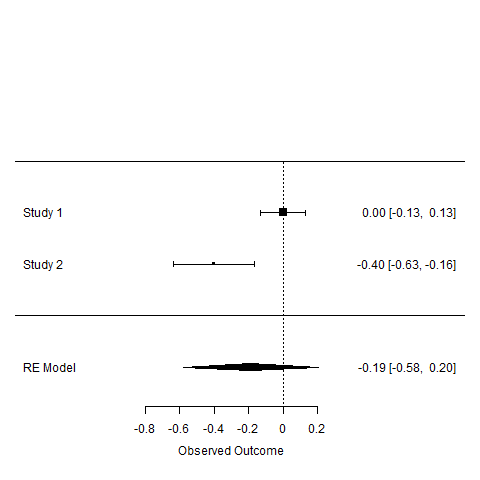 Study 1 0.00 [-0.13, 0.13]
Study 2 -0.40 [-0.63, -0.16]
RE Model -0.19 [-0.58, 0.20]
-0.8 -0.6 -0.4 -0.2 0 0.2
Observed Outcome